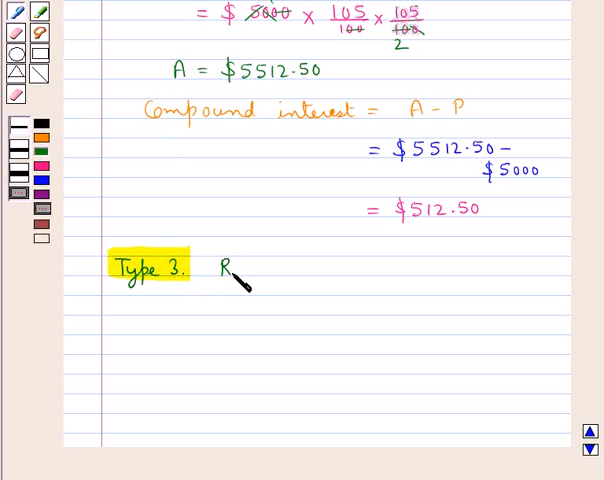 = $ 5000 × 105/100 × 105/100
2
A = $5512.50
Compound interest = A - P
= $5512.50 -
$5000
= $512.50
Type 3. R